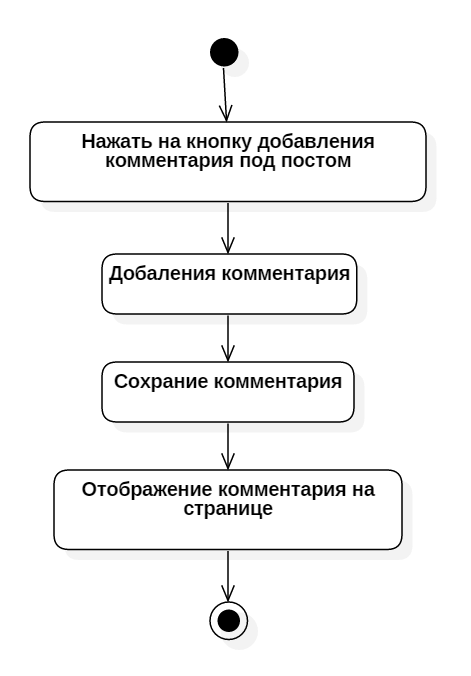 Нажать на кнопку добавления
комментария под постом
Добаления комментария
Сохрание комментария
Отображение комментария на
странице